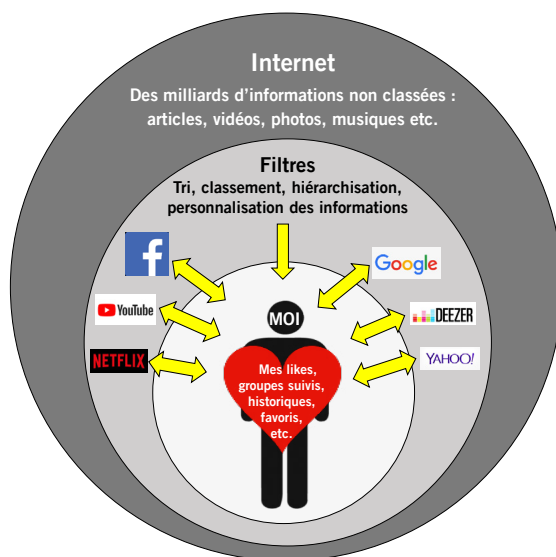 Internet
Des milliards d'informations non classées :
articles, vidéos, photos, musiques etc.
Filtres
Tri, classement, hiérarchisation,
personnalisation des informations
f
Google
YouTube
MOI
DEEZER
NETFLIX
YAHOO!
Mes likes,
groupes suivis,
historiques,
favoris,
etc.